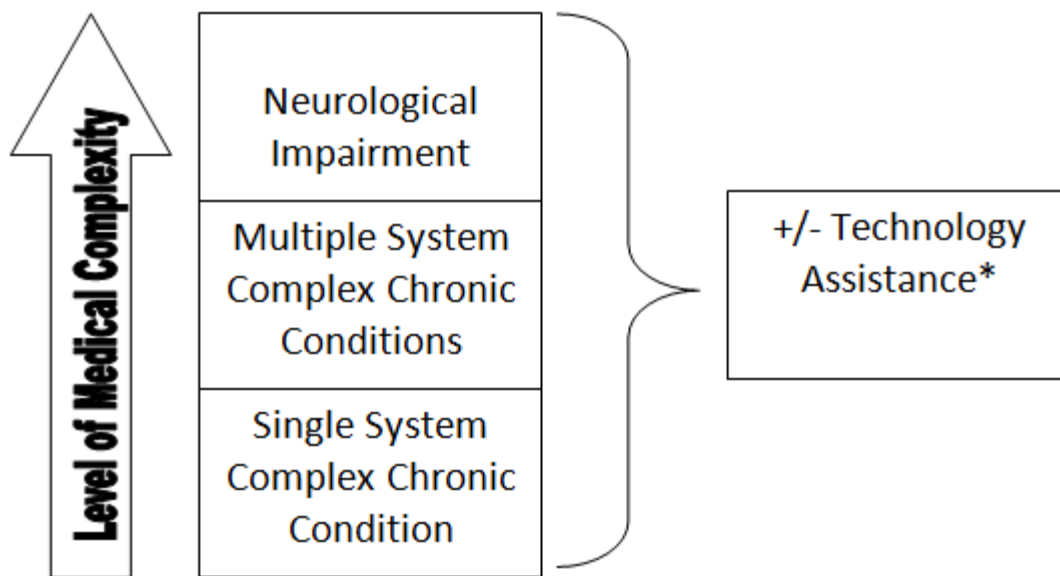 Level of Medical Complexity
Neurological
Impairment
Multiple System
Complex Chronic
Conditions
Single System
Complex Chronic
Condition
+/- Technology
Assistance*